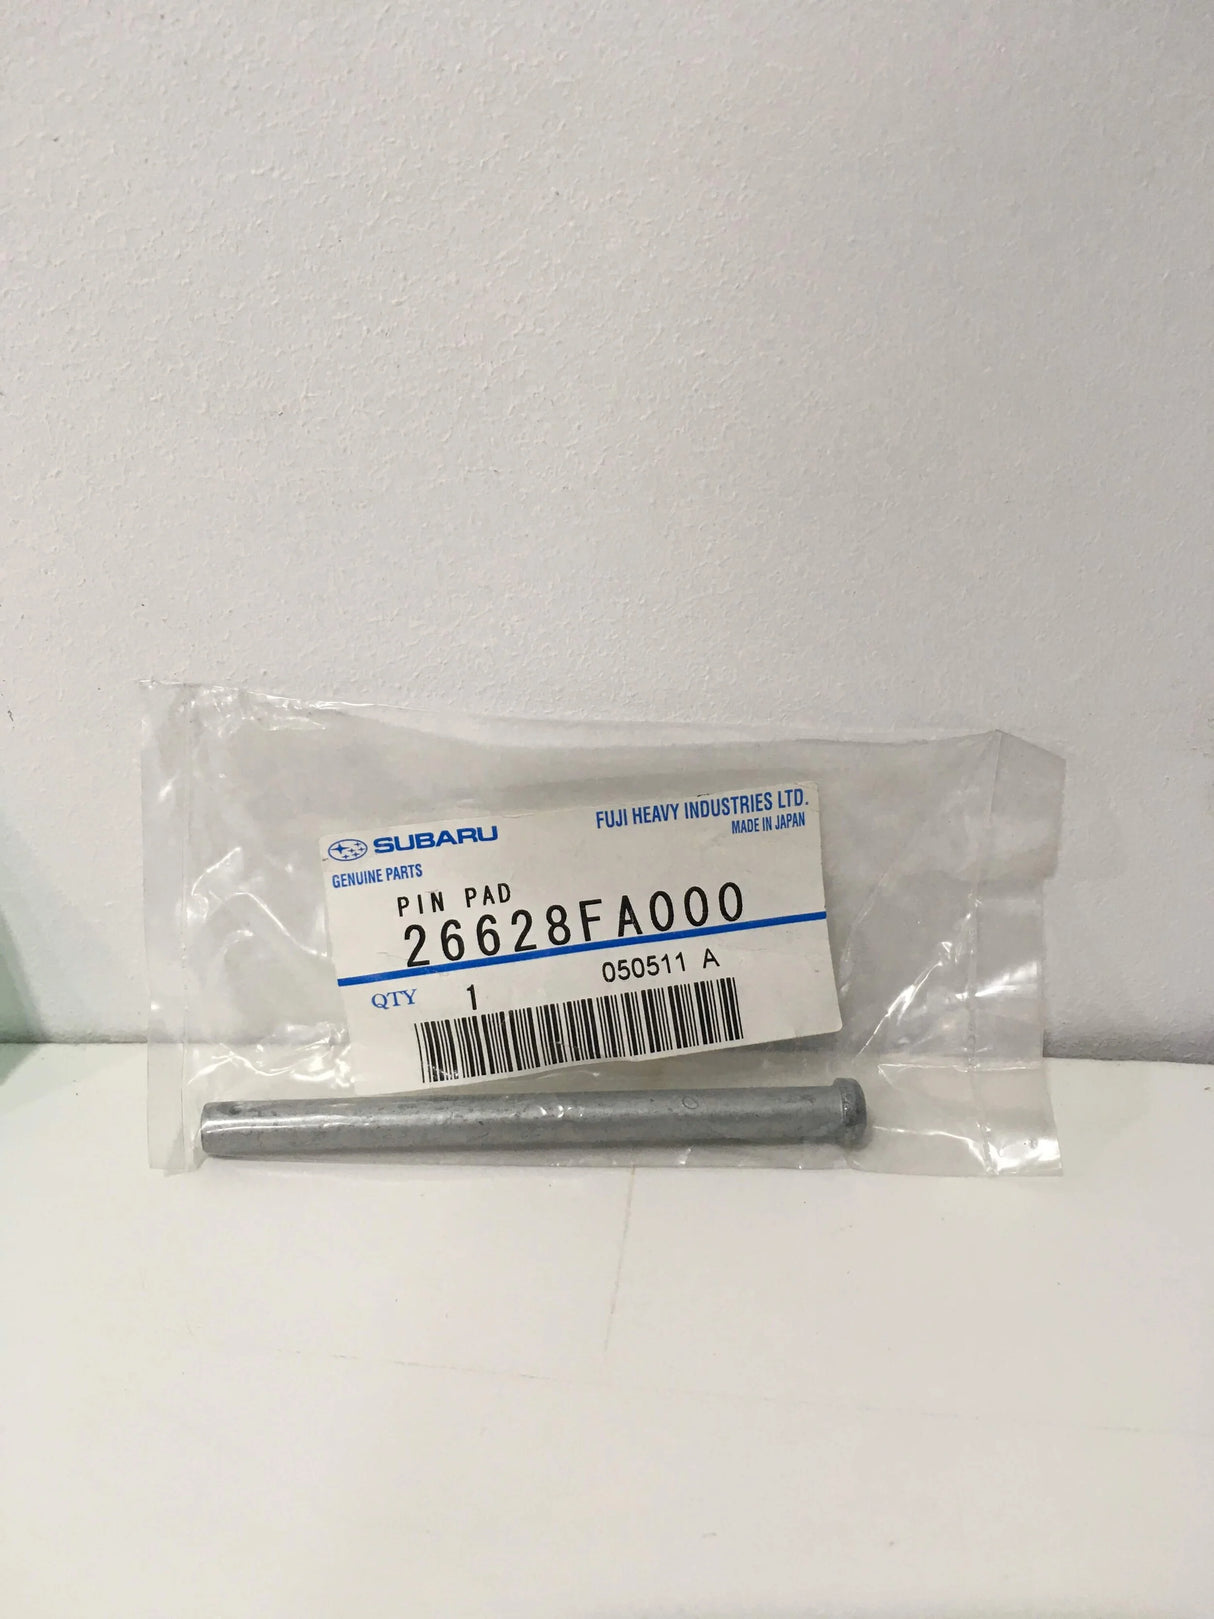 SUBARU
FUJI HEAVY INDUSTRIES LTD.
MADE IN JAPAN
GENUINE PARTS
PIN PAD
26628FA000
050511 A
QTY 1